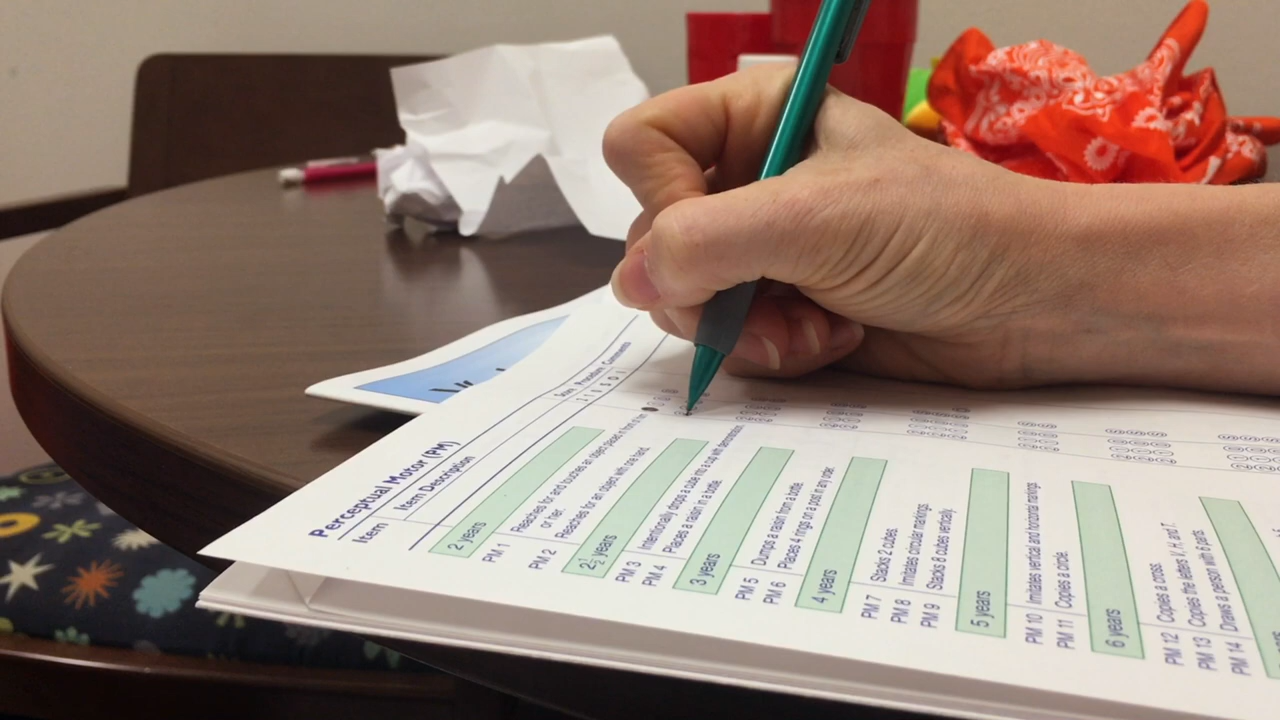 Perceptual Motor (PM)
Item Item Description Score Procedure Comments
2 years
PM 1 Reaches for and touches an object placed in front of him
or her.
PM 2 Reaches for an object with one hand.
2½ years
PM 3 Intentionally drops a cube into a cup with demonstration.
PM 4 Places a raisin in a bottle.
3 years
PM 5 Dumps a raisin from a bottle.
PM 6 Places 4 rings on a post in any order.
4 years
PM 7 Stacks 2 cubes.
PM 8 Imitates circular markings.
PM 9 Stacks 8 cubes vertically.
5 years
PM 10 Imitates vertical and horizontal markings.
PM 11 Copies a circle.
6 years
PM 12 Copies a cross.
PM 13 Copies the letters V, H, and T.
PM 14 Draws a person with 6 parts.